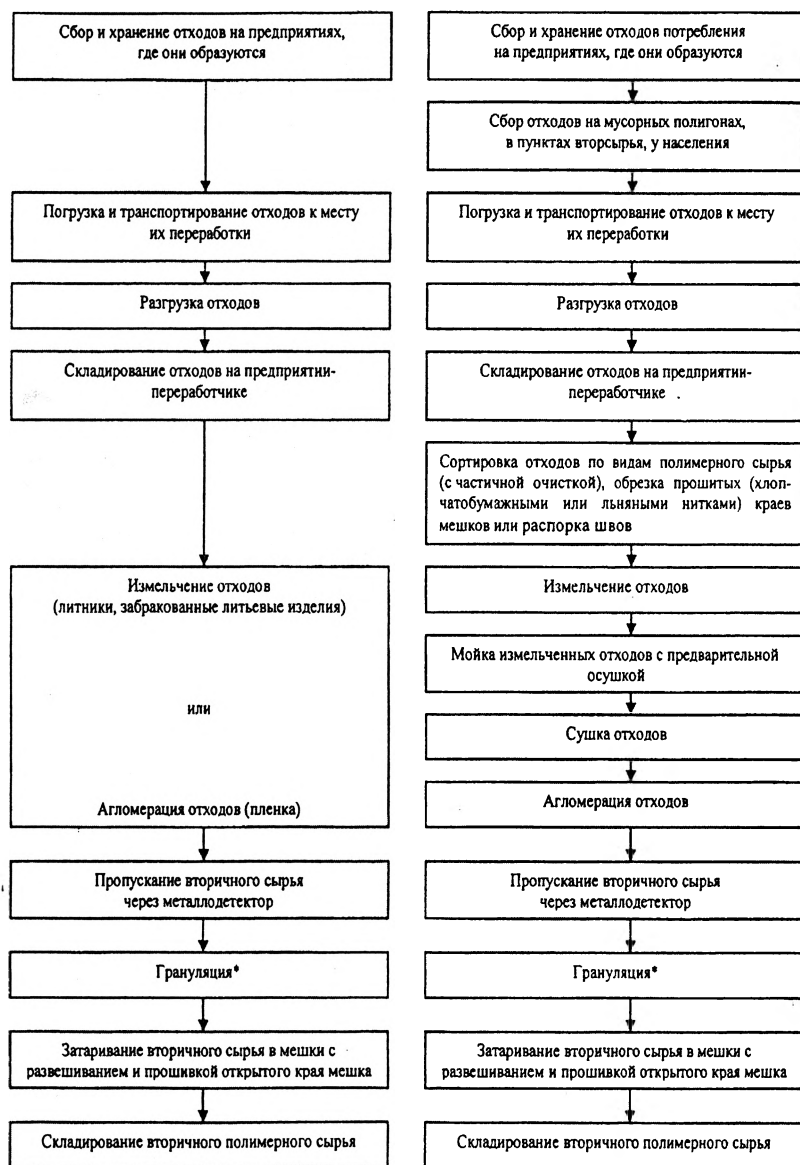 Сбор и хранение отходов на предприятиях,
где они образуются
Погрузка и транспортирование отходов к месту
их переработки
Разгрузка отходов
Складирование отходов на предприятии-
переработчике
Измельчение отходов
(литники, забракованные литьевые изделия)
или
Агломерация отходов (пленка)
Пропускание вторичного сырья
через металлодетектор
Грануляция*
Затаривание вторичного сырья в мешки с
развешиванием и прошивкой открытого края мешка
Складирование вторичного полимерного сырья
Сбор и хранение отходов потребления
на предприятиях, где они образуются
Сбор отходов на мусорных полигонах,
в пунктах вторсырья, у населения
Погрузка и транспортирование отходов к месту
их переработки
Разгрузка отходов
Складирование отходов на предприятии-
переработчике .
Сортировка отходов по видам полимерного сырья
(с частичной очисткой), обрезка прошитых (хлоп-
чатобумажными или льняными нитками) краев
мешков или распорка швов
Измельчение отходов
Мойка измельченных отходов с предварительной
осушкой
Сушка отходов
Агломерация отходов
Пропускание вторичного сырья
через металлодетектор
Грануляция*
Затаривание вторичного сырья в мешки с
развешиванием и прошивкой открытого края мешка
Складирование вторичного полимерного сырья